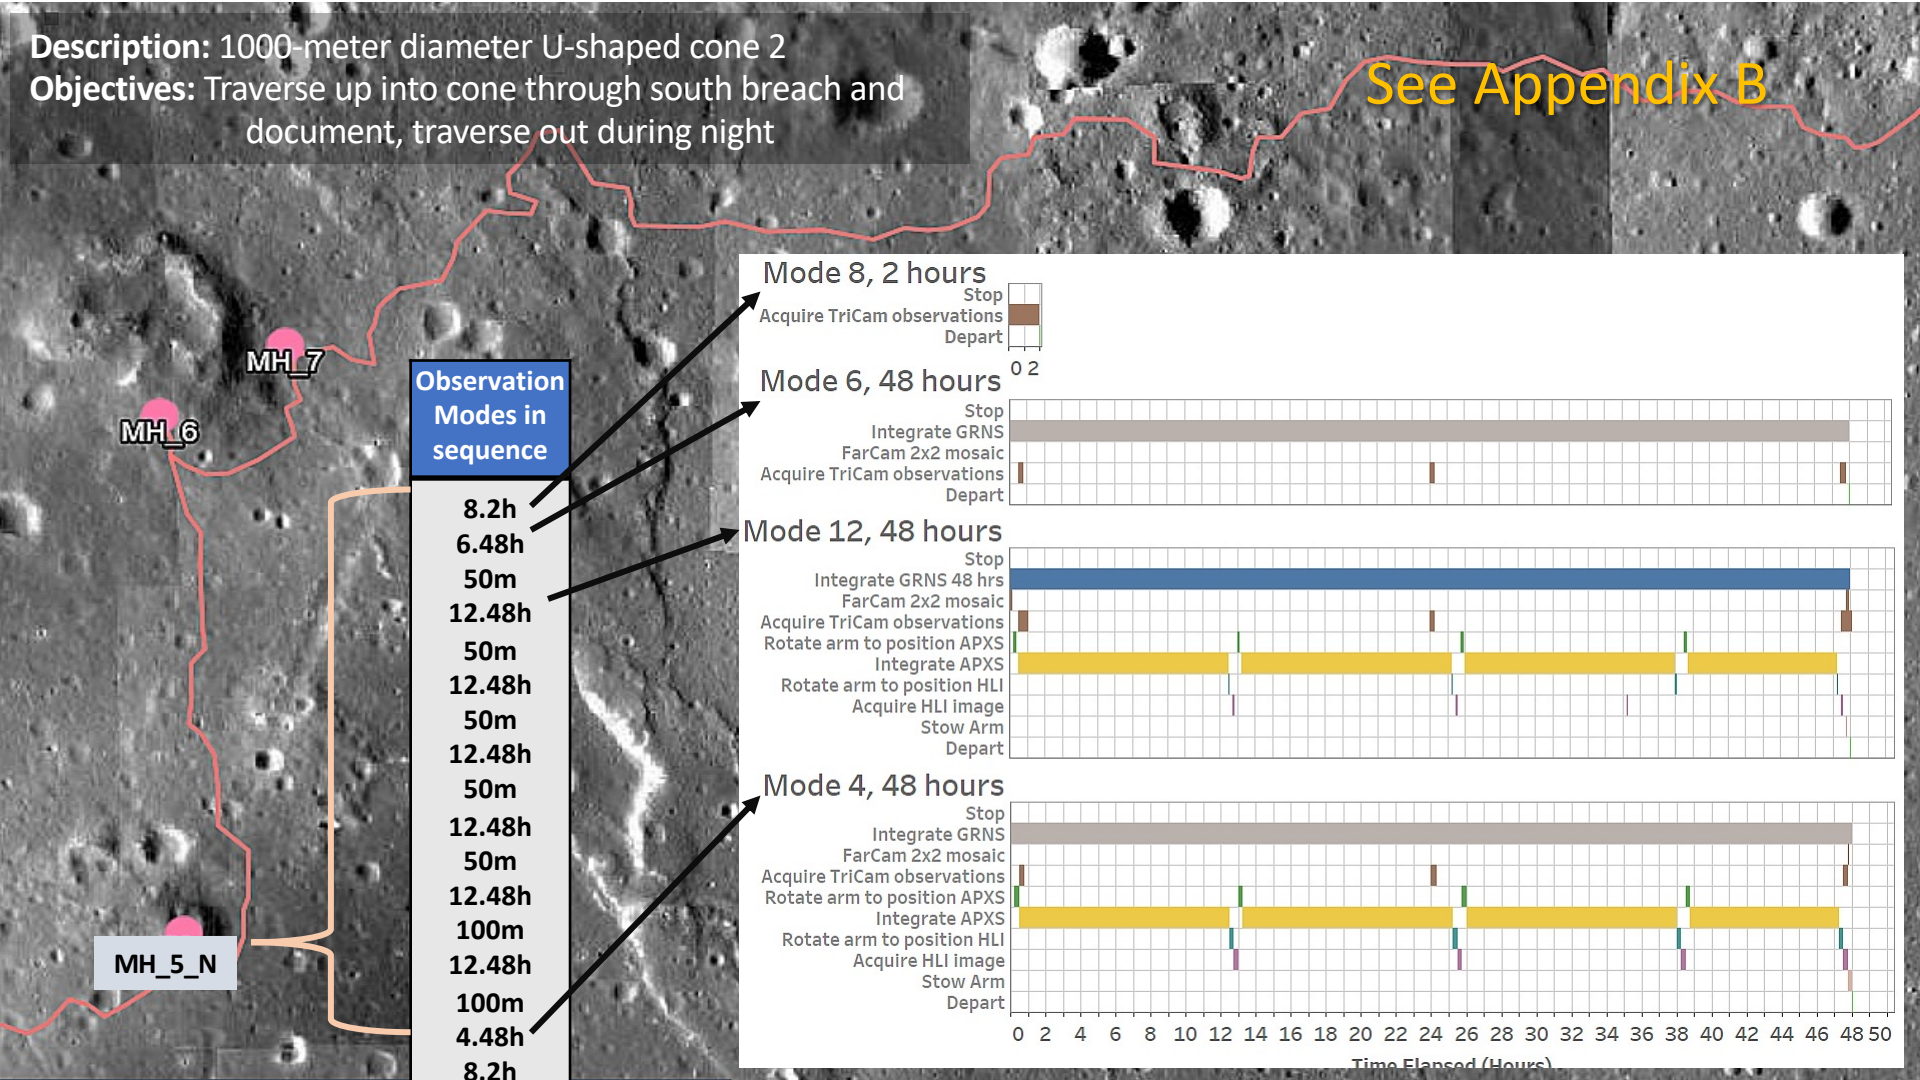 Description: 1000-meter diameter U-shaped cone 2
Objectives: Traverse up into cone through south breach and
document, traverse out during night
See Appendix B
MH_7
MH_6
MH_5_N
Observation
Modes in
sequence
8.2h
6.48h
50m
12.48h
50m
12.48h
50m
12.48h
50m
12.48h
50m
12.48h
100m
12.48h
100m
4.48h
8.2h
Mode 8, 2 hours
Stop
Acquire TriCam observations
Depart
0 2
Mode 6, 48 hours
Stop
Integrate GRNS
FarCam 2x2 mosaic
Acquire TriCam observations
Depart
Mode 12, 48 hours
Stop
Integrate GRNS 48 hrs
FarCam 2x2 mosaic
Acquire TriCam observations
Rotate arm to position APXS
Integrate APXS
Rotate arm to position HLI
Acquire HLI image
Stow Arm
Depart
Mode 4, 48 hours
Stop
Integrate GRNS
FarCam 2x2 mosaic
Acquire TriCam observations
Rotate arm to position APXS
Integrate APXS
Rotate arm to position HLI
Acquire HLI image
Stow Arm
Depart
0 2 4 6 8 10 12 14 16 18 20 22 24 26 28 30 32 34 36 38 40 42 44 46 48 50
Time Elapsed (Hours)